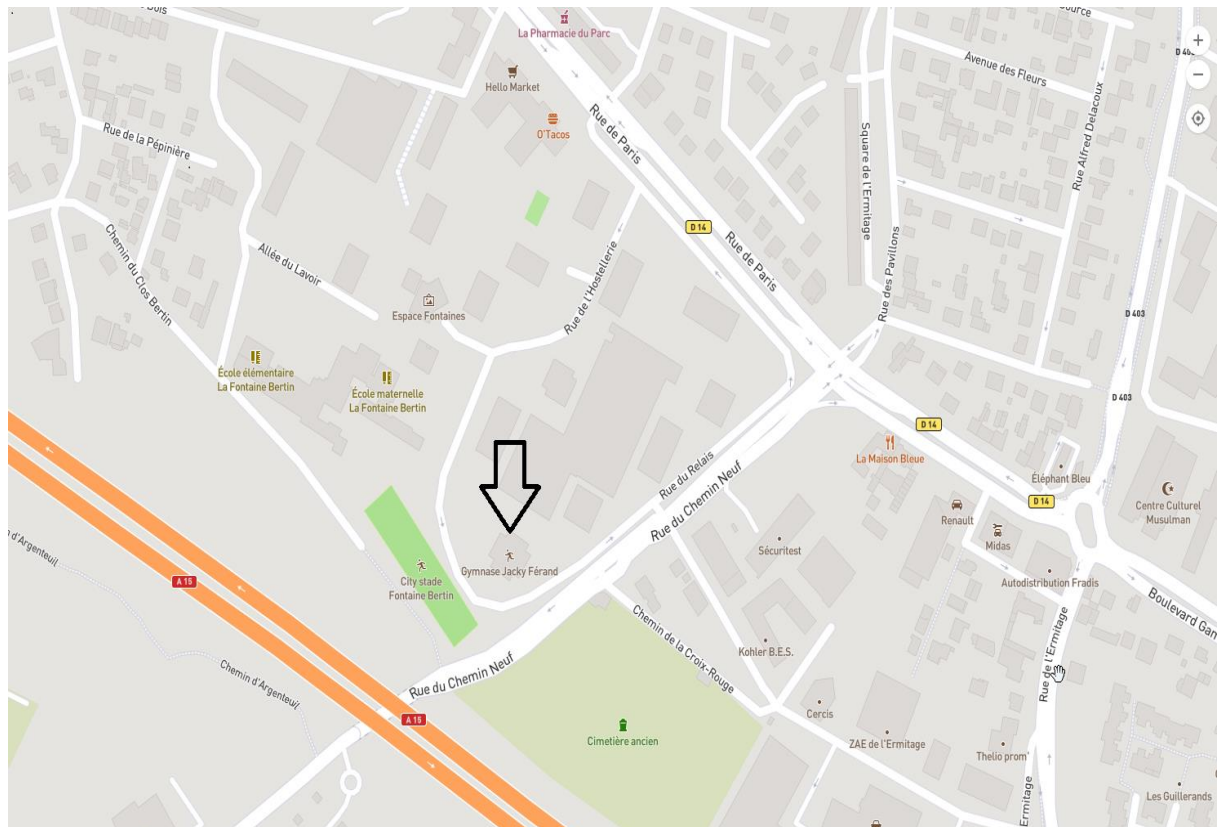 La Pharmacie du Parc
Hello Market
O'Tacos
Rue de Paris
D 14
Rue de Paris
Square de l'Ermitage
Avenue des Fleurs
Rue Alfred Delacoux
Rue des Pavillons
D 403
D 403
Rue de la Pépinière
Chemin du Clos Bertin
Allée du Lavoir
Espace Fontaines
Rue de l'Hostellerie
École élémentaire
La Fontaine Bertin
École maternelle
La Fontaine Bertin
D 14
La Maison Bleue
Éléphant Bleu
D 14
Centre Culturel
Musulman
Renault
Midas
Autodistribution Fradis
Boulevard Gan
Rue du Relais
Rue du Chemin Neuf
Sécuritest
Gymnase Jacky Férand
City stade
Fontaine Bertin
A 15
n d'Argenteuil
Chemin d'Argenteuil
A 15
Rue du Chemin Neuf
Chemin de la Croix-Rouge
Kohler B.E.S.
Cercis
Cimetière ancien
ZAE de l'Ermitage
Thelio prom'
Rue de l'Ermitage
Les Guillerands
Ermitage